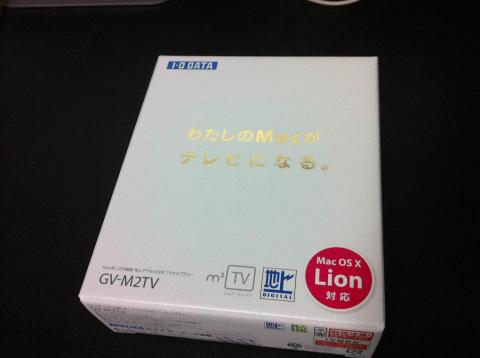 I-O DATA
わたしのMacが
テレビになる。
GV-M2TV
m² TV
地上
DIGITAL
Mac OS X
Lion
対応